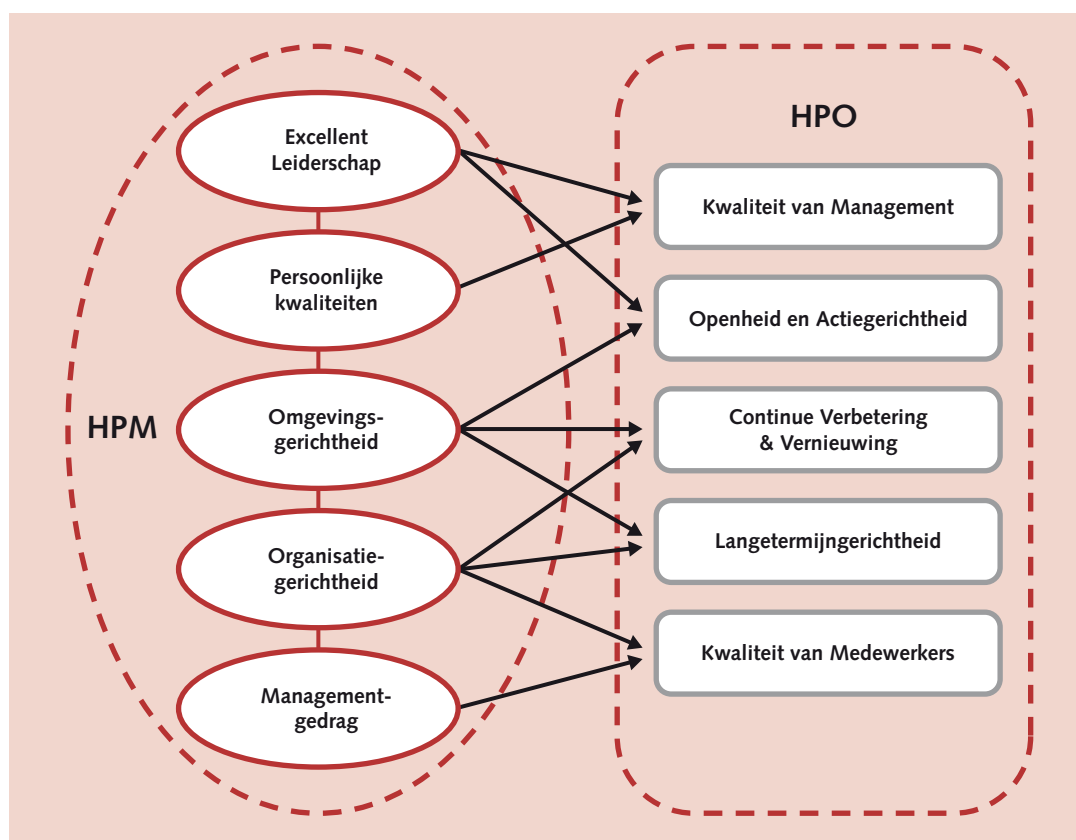 HPM
Excellent
Leiderschap
Persoonlijke
kwaliteiten
Omgevings-
gerichtheid
Organisatie-
gerichtheid
Management-
gedrag
HPO
Kwaliteit van Management
Openheid en Actiegerichtheid
Continue Verbetering
& Vernieuwing
Langetermijngerichtheid
Kwaliteit van Medewerkers